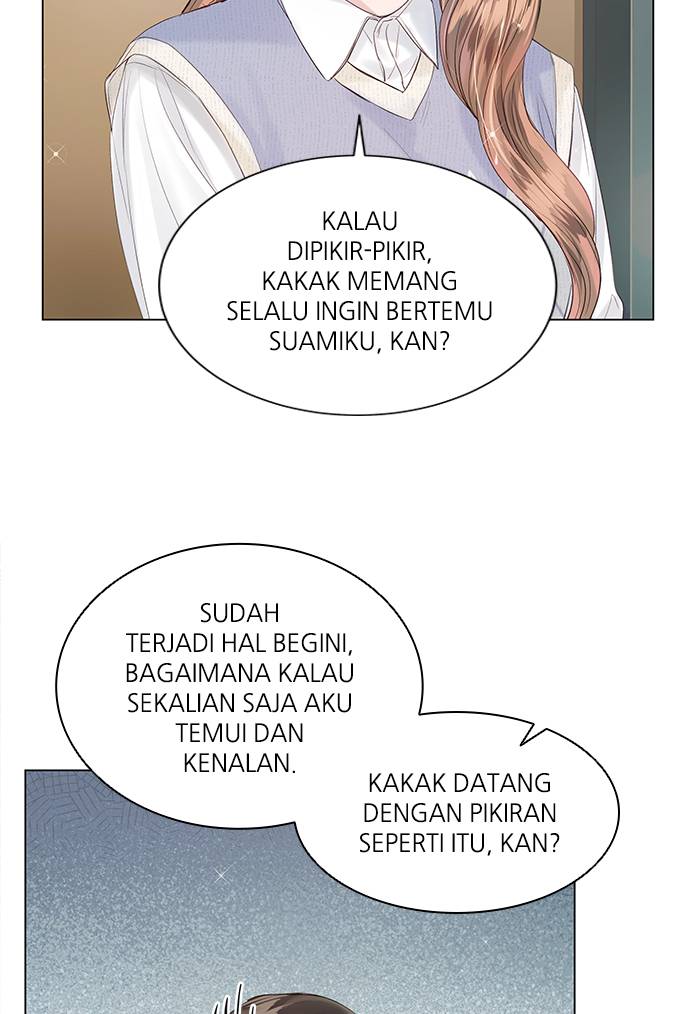 KALAU
DIPIKIR-PIKIR,
KAKAK MEMANG
SELALU INGIN BERTEMU
SUAMIKU, KAN?
SUDAH
TERJADI HAL BEGINI,
BAGAIMANA KALAU
SEKALIAN SAJA AKU
TEMUI DAN
KENALAN.
KAKAK DATANG
DENGAN PIKIRAN
SEPERTI ITU, KAN?